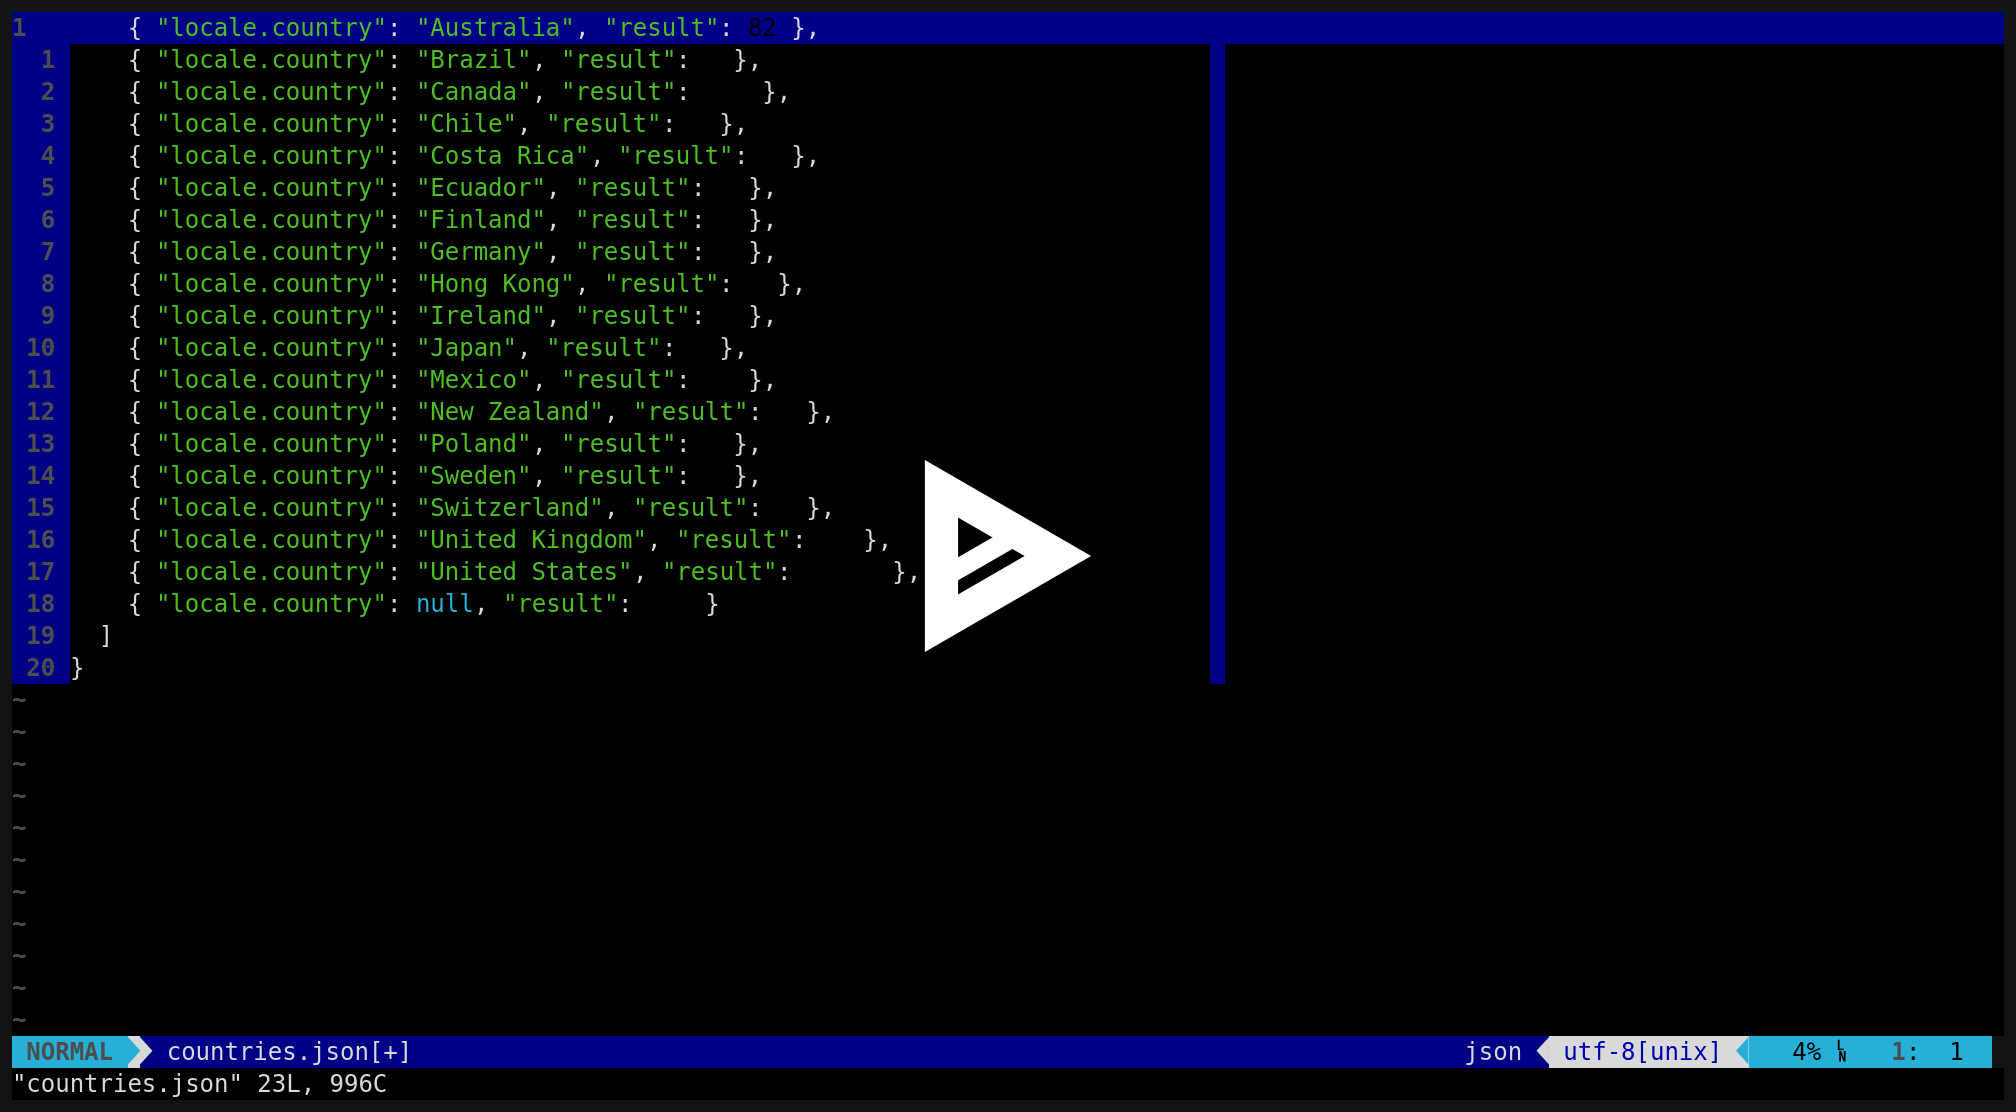 1       { "locale.country": "Australia", "result": 82 },
  1     { "locale.country": "Brazil", "result":   },
  2     { "locale.country": "Canada", "result":     },
  3     { "locale.country": "Chile", "result":   },
  4     { "locale.country": "Costa Rica", "result":   },
  5     { "locale.country": "Ecuador", "result":   },
  6     { "locale.country": "Finland", "result":   },
  7     { "locale.country": "Germany", "result":   },
  8     { "locale.country": "Hong Kong", "result":   },
  9     { "locale.country": "Ireland", "result":   },
 10     { "locale.country": "Japan", "result":   },
 11     { "locale.country": "Mexico", "result":    },
 12     { "locale.country": "New Zealand", "result":   },
 13     { "locale.country": "Poland", "result":   },
 14     { "locale.country": "Sweden", "result":   },
 15     { "locale.country": "Switzerland", "result":   },
 16     { "locale.country": "United Kingdom", "result":    },
 17     { "locale.country": "United States", "result":       },
 18     { "locale.country": null, "result":     }
 19   ]
 20 }
~
~
~
~
~
~
~
~
~
~
~
NORMAL countries.json[+] json utf-8[unix] 4% LN 1: 1
"countries.json" 23L, 996C